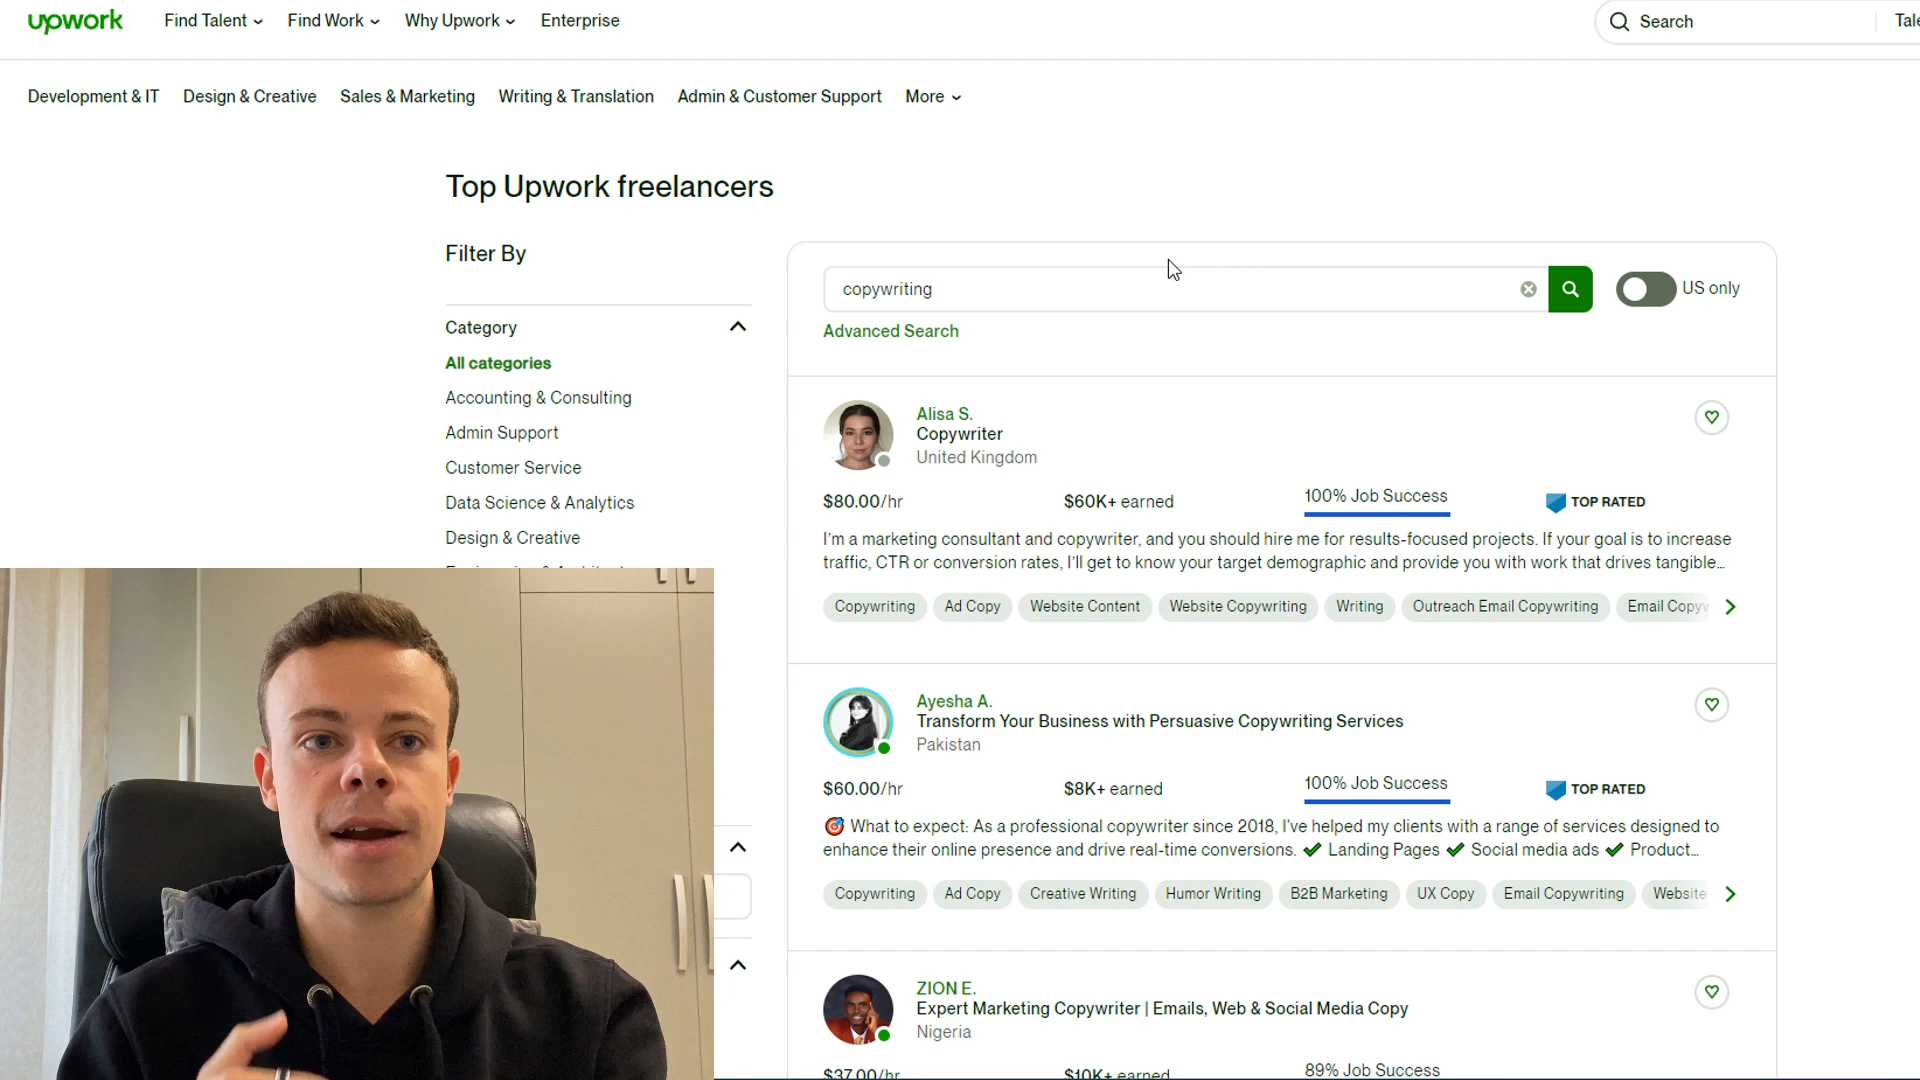 upwork
Find Talent
Find Work
Why Upwork
Enterprise
Search
Development & IT
Design & Creative
Sales & Marketing
Writing & Translation
Admin & Customer Support
More
Top Upwork freelancers
Filter By
Category
All categories
Accounting & Consulting
Admin Support
Customer Service
Data Science & Analytics
Design & Creative
copywriting
US only
Advanced Search
Alisa S.
Copywriter
United Kingdom
$80.00/hr
$60K+ earned
100% Job Success
TOP RATED
I'm a marketing consultant and copywriter, and you should hire me for results-focused projects. If your goal is to increase
traffic, CTR or conversion rates, I'll get to know your target demographic and provide you with work that drives tangible…
Copywriting
Ad Copy
Website Content
Website Copywriting
Writing
Outreach Email Copywriting
Email Copyw
Ayesha A.
Transform Your Business with Persuasive Copywriting Services
Pakistan
$60.00/hr
$8K+ earned
100% Job Success
TOP RATED
🎯 What to expect: As a professional copywriter since 2018, I've helped my clients with a range of services designed to
enhance their online presence and drive real-time conversions. ✔ Landing Pages ✔ Social media ads ✔ Product…
Copywriting
Ad Copy
Creative Writing
Humor Writing
B2B Marketing
UX Copy
Email Copywriting
Website
ZION E.
Expert Marketing Copywriter | Emails, Web & Social Media Copy
Nigeria
$37.00/hr
$10K+ earned
89% Job Success